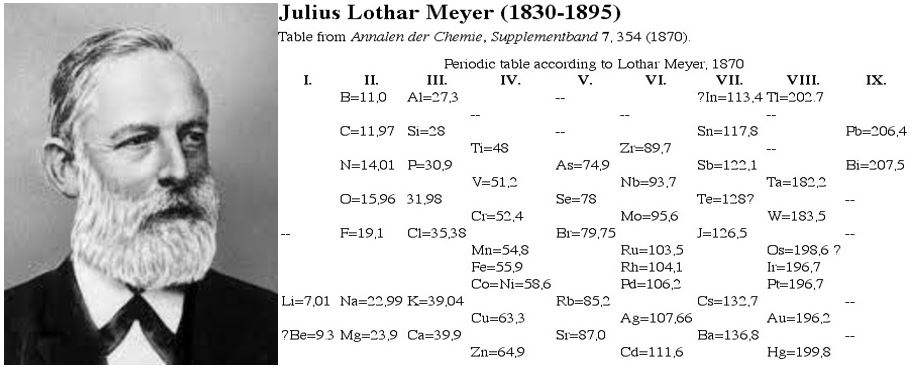 Julius Lothar Meyer (1830-1895)
Table from Annalen der Chemie, Supplementband 7, 354 (1870).
Periodic table according to Lothar Meyer, 1870
I. II. III. IV. V. VI. VII. VIII. IX.
B=11,0 Al=27,3 -- ?In=113,4 Tl=202.7
-- -- --
C=11,97 Si=28 -- Sn=117,8 Pb=206,4
Ti=48 Zr=89,7 --
N=14,01 P=30,9 As=74,9 Sb=122,1 Bi=207,5
V=51,2 Nb=93,7 Ta=182,2
O=15,96 31,98 Se=78 Te=128? --
Cr=52,4 Mo=95,6 W=183,5
-- F=19,1 Cl=35,38 Br=79,75 J=126,5 --
Mn=54,8 Ru=103,5 Os=198,6 ?
Fe=55,9 Rh=104,1 Ir=196,7
Co=Ni=58,6 Pd=106,2 Pt=196,7
Li=7,01 Na=22,99 K=39,04 Rb=85,2 Cs=132,7 --
Cu=63,3 Ag=107,66 Au=196,2
?Be=9.3 Mg=23,9 Ca=39,9 Sr=87,0 Ba=136,8 --
Zn=64,9 Cd=111,6 Hg=199,8